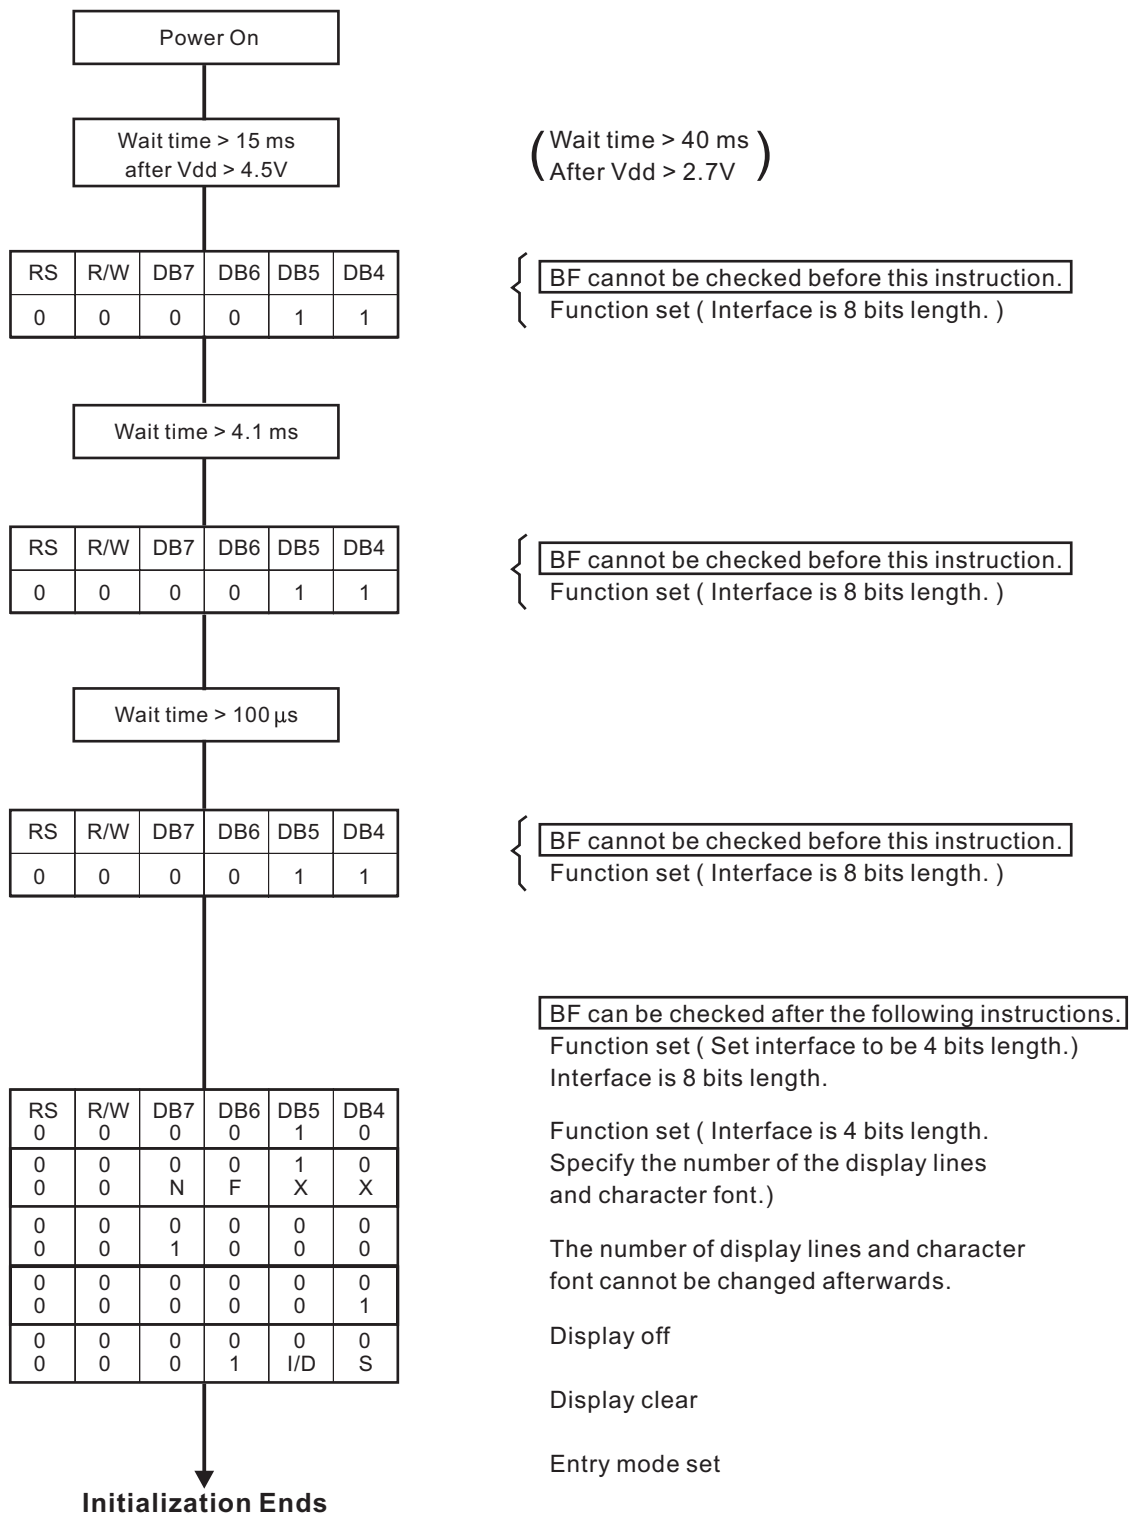 Power On
Wait time > 15 ms
after Vdd > 4.5V
(Wait time > 40 ms
After Vdd > 2.7V)
RS R/W DB7 DB6 DB5 DB4
0 0 0 0 1 1
BF cannot be checked before this instruction.
Function set ( Interface is 8 bits length. )
Wait time > 4.1 ms
RS R/W DB7 DB6 DB5 DB4
0 0 0 0 1 1
BF cannot be checked before this instruction.
Function set ( Interface is 8 bits length. )
Wait time > 100 μs
RS R/W DB7 DB6 DB5 DB4
0 0 0 0 1 1
BF cannot be checked before this instruction.
Function set ( Interface is 8 bits length. )
RS R/W DB7 DB6 DB5 DB4
0 0 0 0 1 0
0 0 0 0 1 0
0 0 N F X X
0 0 0 0 0 0
0 0 1 0 0 0
0 0 0 0 0 0
0 0 0 0 0 1
0 0 0 0 0 0
0 0 0 1 I/D S
BF can be checked after the following instructions.
Function set ( Set interface to be 4 bits length.)
Interface is 8 bits length.
Function set ( Interface is 4 bits length.
Specify the number of the display lines
and character font.)
The number of display lines and character
font cannot be changed afterwards.
Display off
Display clear
Entry mode set
Initialization Ends